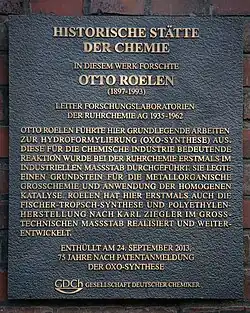 HISTORISCHE STÄTTE
DER CHEMIE
IN DIESEM WERK FORSCHTE
OTTO ROELEN
(1897-1993)
LEITER FORSCHUNGSLABORATORIEN
DER RUHRCHEMIE AG 1935-1962
OTTO ROELEN FÜHRTE HIER GRUNDLEGENDE ARBEITEN
ZUR HYDROFORMYLIERUNG (OXO-SYNTHESE) AUS.
DIESE FÜR DIE CHEMISCHE INDUSTRIE BEDEUTENDE
REAKTION WURDE BEI DER RUHRCHEMIE ERSTMALS IM
INDUSTRIELLEN MASSSTAB DURCHGEFÜHRT. SIE LEGTE
EINEN GRUNDSTEIN FÜR DIE METALLORGANISCHE
GROSSCHEMIE UND ANWENDUNG DER HOMOGENEN
KATALYSE. ROELEN HAT HIER ERSTMALS AUCH DIE
FISCHER-TROPSCH-SYNTHESE UND POLYETHYLEN-
HERSTELLUNG NACH KARL ZIEGLER IM GROSS-
TECHNISCHEN MASSSTAB REALISIERT UND WEITER-
ENTWICKELT.
ENTHÜLLT AM 24. SEPTEMBER 2013,
75 JAHRE NACH PATENTANMELDUNG
DER OXO-SYNTHESE
GDCh GESELLSCHAFT DEUTSCHER CHEMIKER